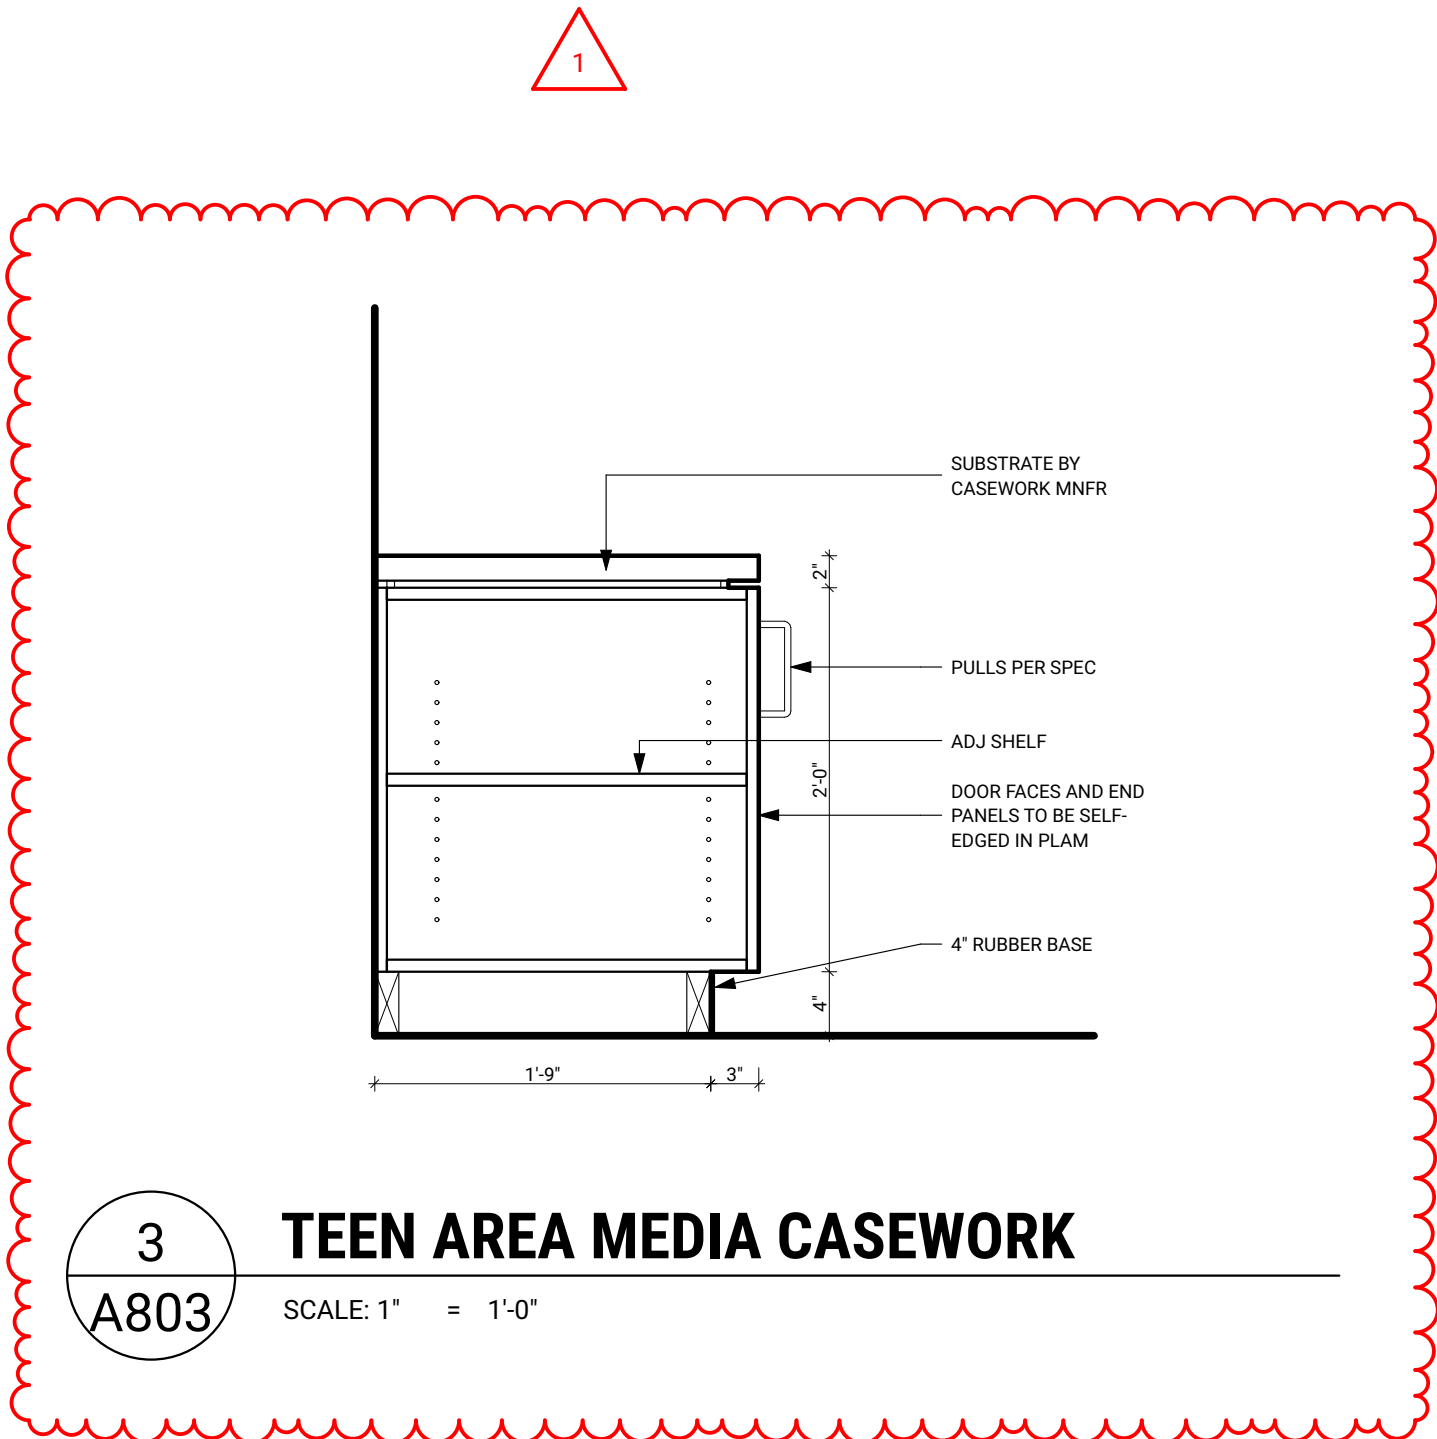 1
SUBSTRATE BY
CASEWORK MNFR
2"
PULLS PER SPEC
ADJ SHELF
2'-0"
DOOR FACES AND END
PANELS TO BE SELF-
EDGED IN PLAM
4" RUBBER BASE
4"
1'-9" 3"
3
TEEN AREA MEDIA CASEWORK
A803
SCALE: 1" = 1'-0"